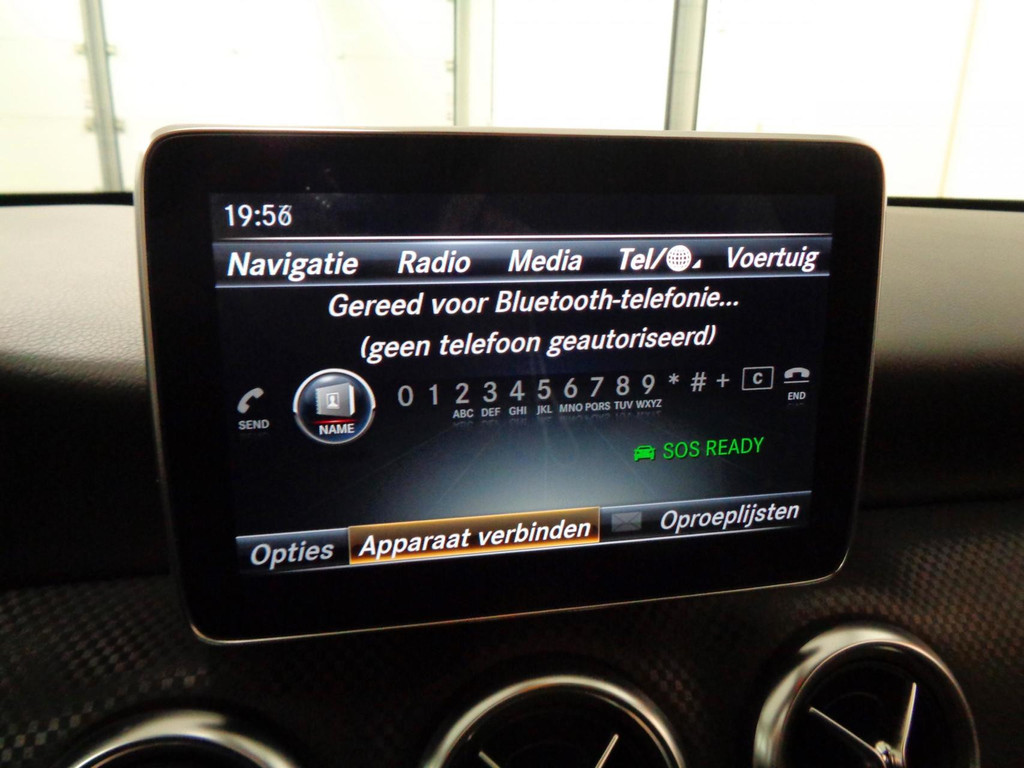 19:56
Navigatie Radio Media Tel/ Voertuig
Gereed voor Bluetooth-telefonie...
(geen telefoon geautoriseerd)
SEND NAME 0 1 2 3 4 5 6 7 8 9 * # + C END
ABC DEF GHI JKL MNO PQRS TUV WXYZ
SOS READY
Opties Apparaat verbinden Oproeplijsten